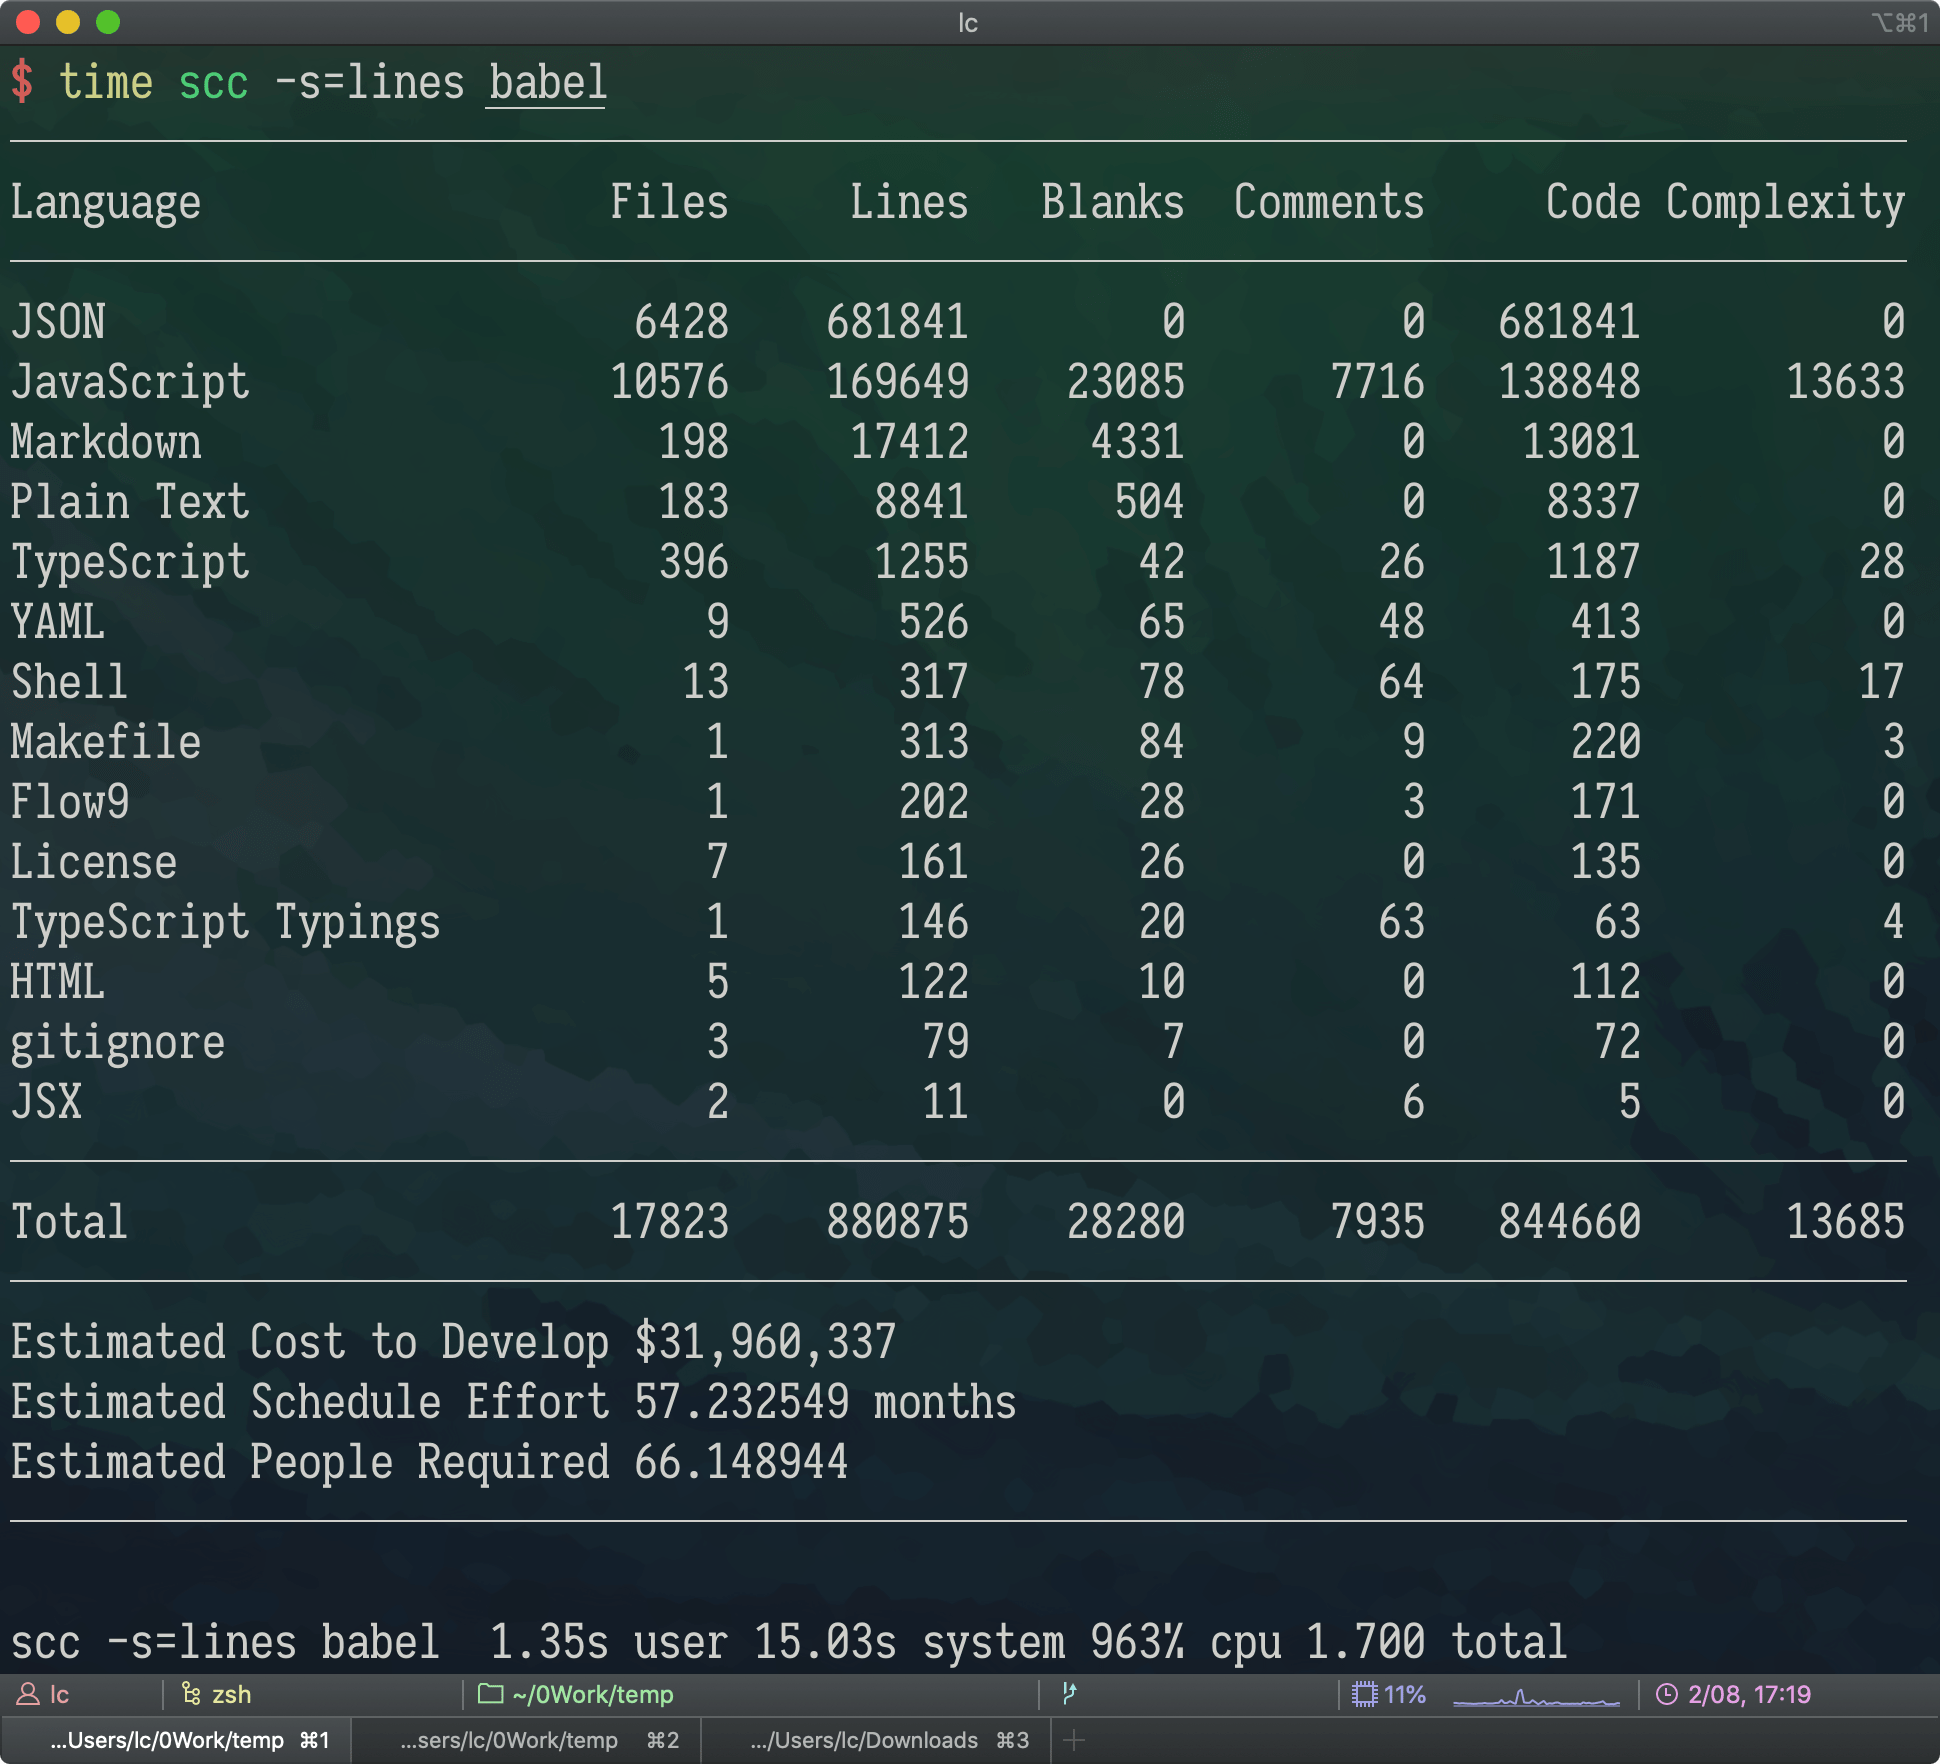 lc ⌥⌘1
$ time scc -s=lines babel
Language Files Lines Blanks Comments Code Complexity
JSON 6428 681841 0 0 681841 0
JavaScript 10576 169649 23085 7716 138848 13633
Markdown 198 17412 4331 0 13081 0
Plain Text 183 8841 504 0 8337 0
TypeScript 396 1255 42 26 1187 28
YAML 9 526 65 48 413 0
Shell 13 317 78 64 175 17
Makefile 1 313 84 9 220 3
Flow9 1 202 28 3 171 0
License 7 161 26 0 135 0
TypeScript Typings 1 146 20 63 63 4
HTML 5 122 10 0 112 0
gitignore 3 79 7 0 72 0
JSX 2 11 0 6 5 0
Total 17823 880875 28280 7935 844660 13685
Estimated Cost to Develop $31,960,337
Estimated Schedule Effort 57.232549 months
Estimated People Required 66.148944
scc -s=lines babel 1.35s user 15.03s system 963% cpu 1.700 total
lc zsh ~/0Work/temp 11% 2/08, 17:19
...Users/lc/0Work/temp ⌘1 ...sers/lc/0Work/temp ⌘2 .../Users/lc/Downloads ⌘3